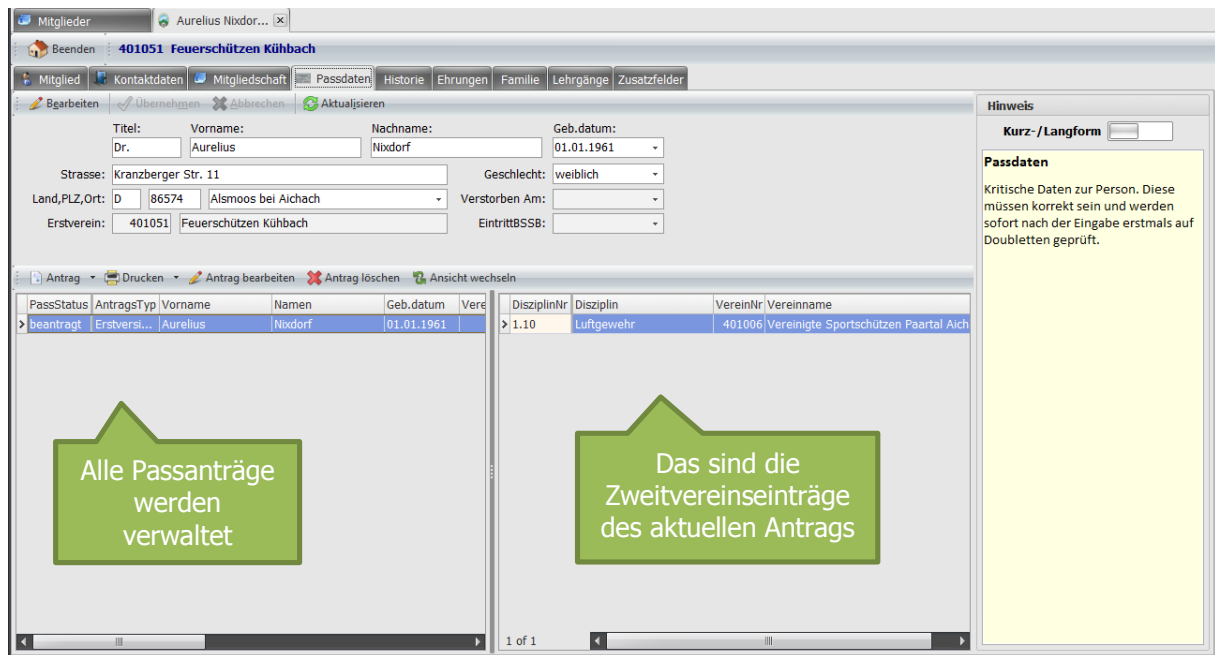 Mitglieder Aurelius Nixdor...
Beenden 401051 Feuerschützen Kühbach
Mitglied Kontaktdaten Mitgliedschaft Passdaten Historie Ehrungen Familie Lehrgänge Zusatzfelder
Bearbeiten Übernehmen Abbrechen Aktualisieren
Titel: Vorname: Nachname: Geb.datum:
Dr. Aurelius Nixdorf 01.01.1961
Strasse: Kranzberger Str. 11 Geschlecht: weiblich
Land,PLZ,Ort: D 86574 Alsmoos bei Aichach Verstorben Am:
Erstverein: 401051 Feuerschützen Kühbach EintrittBSSB:
Antrag Drucken Antrag bearbeiten Antrag löschen Ansicht wechseln
PassStatus AntragsTyp Vorname Namen Geb.datum Vere
beantragt Erstversi... Aurelius Nixdorf 01.01.1961
DisziplinNr Disziplin VereinNr Vereinname
1.10 Luftgewehr 401006 Vereinigte Sportschützen Paartal Aich
Alle Passanträge
werden
verwaltet
Das sind die
Zweitvereinseinträge
des aktuellen Antrags
1 of 1
Hinweis
Kurz-/Langform
Passdaten
Kritische Daten zur Person. Diese
müssen korrekt sein und werden
sofort nach der Eingabe erstmals auf
Doubletten geprüft.